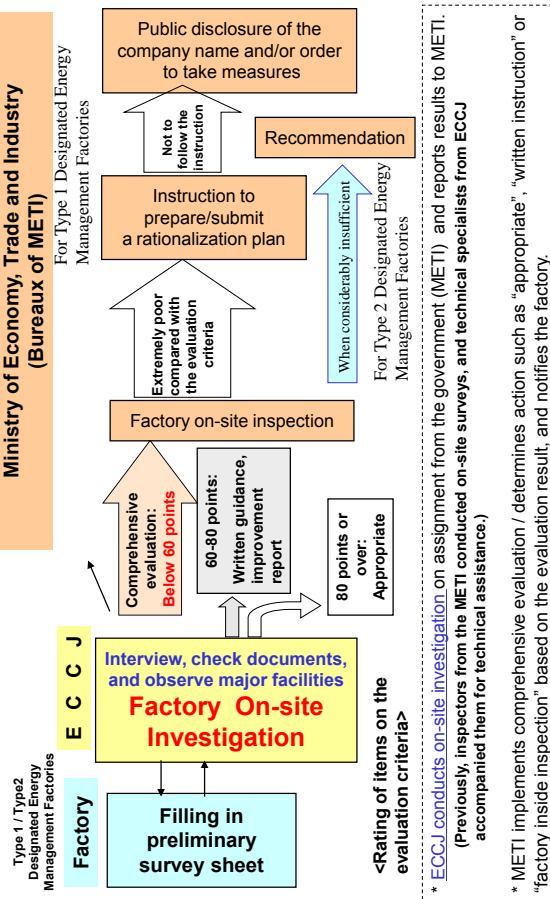 Ministry of Economy, Trade and Industry
(Bureaux of METI)
Type 1 / Type2
Designated Energy
Management Factories
Factory
E C C J
For Type 1 Designated Energy
Management Factories
Filling in
preliminary
survey sheet
Interview, check documents,
and observe major facilities
Factory On-site
Investigation
Comprehensive
evaluation:
Below 60 points
60-80 points:
Written guidance,
improvement
report
80 points or
over:
Appropriate
Factory on-site inspection
Extremely poor
compared with
the evaluation
criteria
Instruction to
prepare/submit
a rationalization plan
Not to
follow the
instruction
Public disclosure of the
company name and/or order
to take measures
When considerably insufficient
Recommendation
For Type 2 Designated Energy
Management Factories
<Rating of items on the
evaluation criteria>
* ECCJ conducts on-site investigation on assignment from the government (METI) and reports results to METI.
(Previously, inspectors from the METI conducted on-site surveys, and technical specialists from ECCJ
accompanied them for technical assistance.)
* METI implements comprehensive evaluation / determines action such as “appropriate”, “written instruction” or
“factory inside inspection” based on the evaluation result, and notifies the factory.